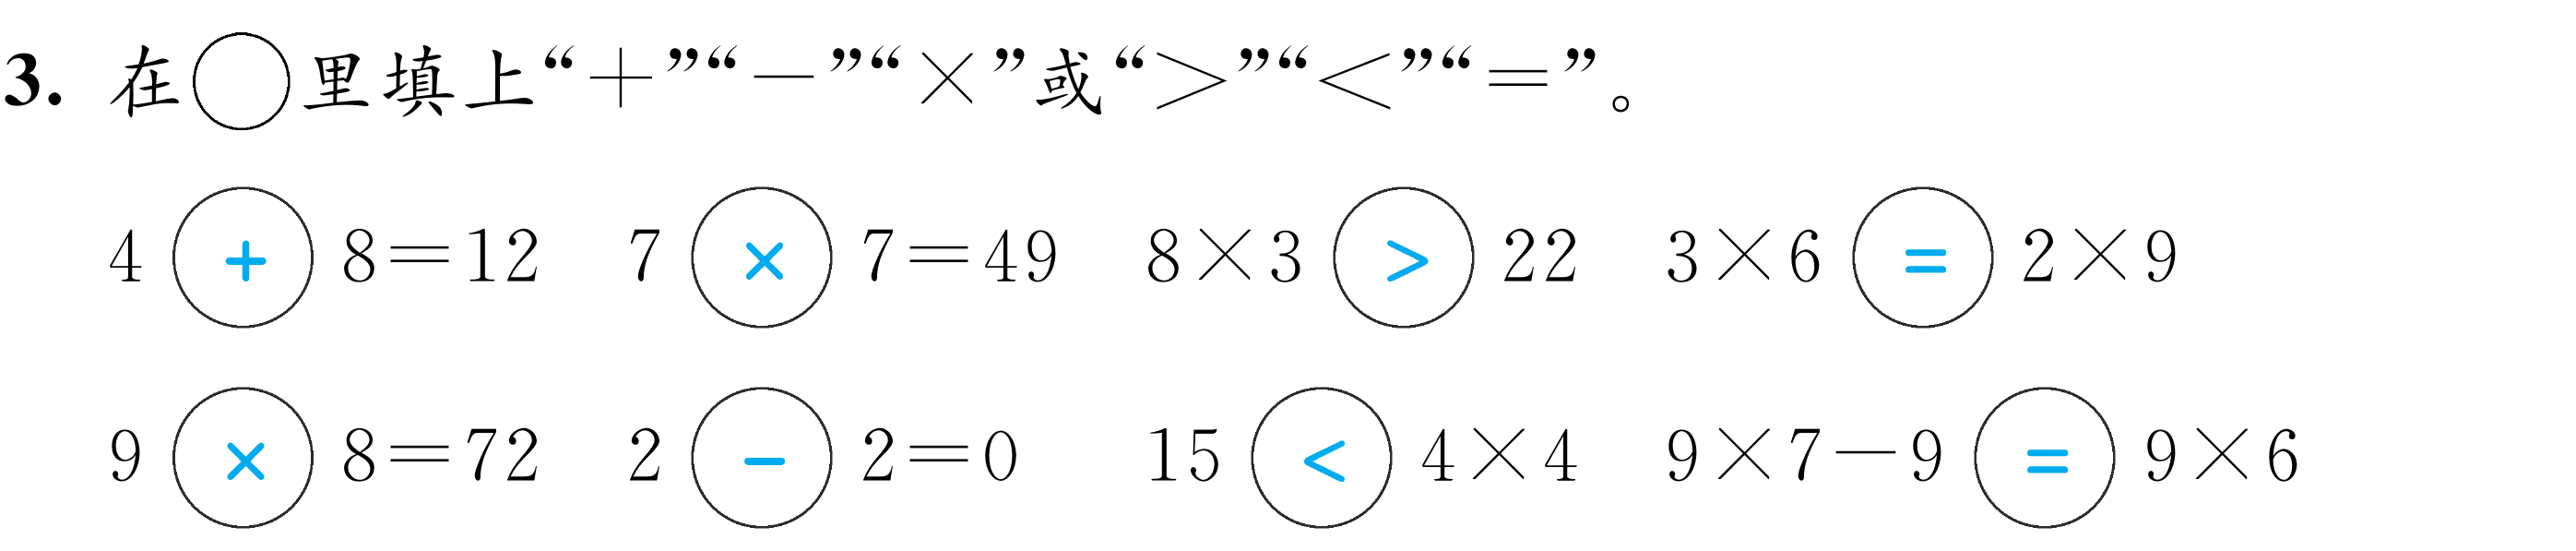 3. 在○里填上“＋”“－”“×”或“＞”“＜”“＝”。
4 + 8＝12 7 × 7＝49 8×3 > 22 3×6 = 2×9
9 × 8＝72 2 - 2＝0 15 < 4×4 9×7－9 = 9×6